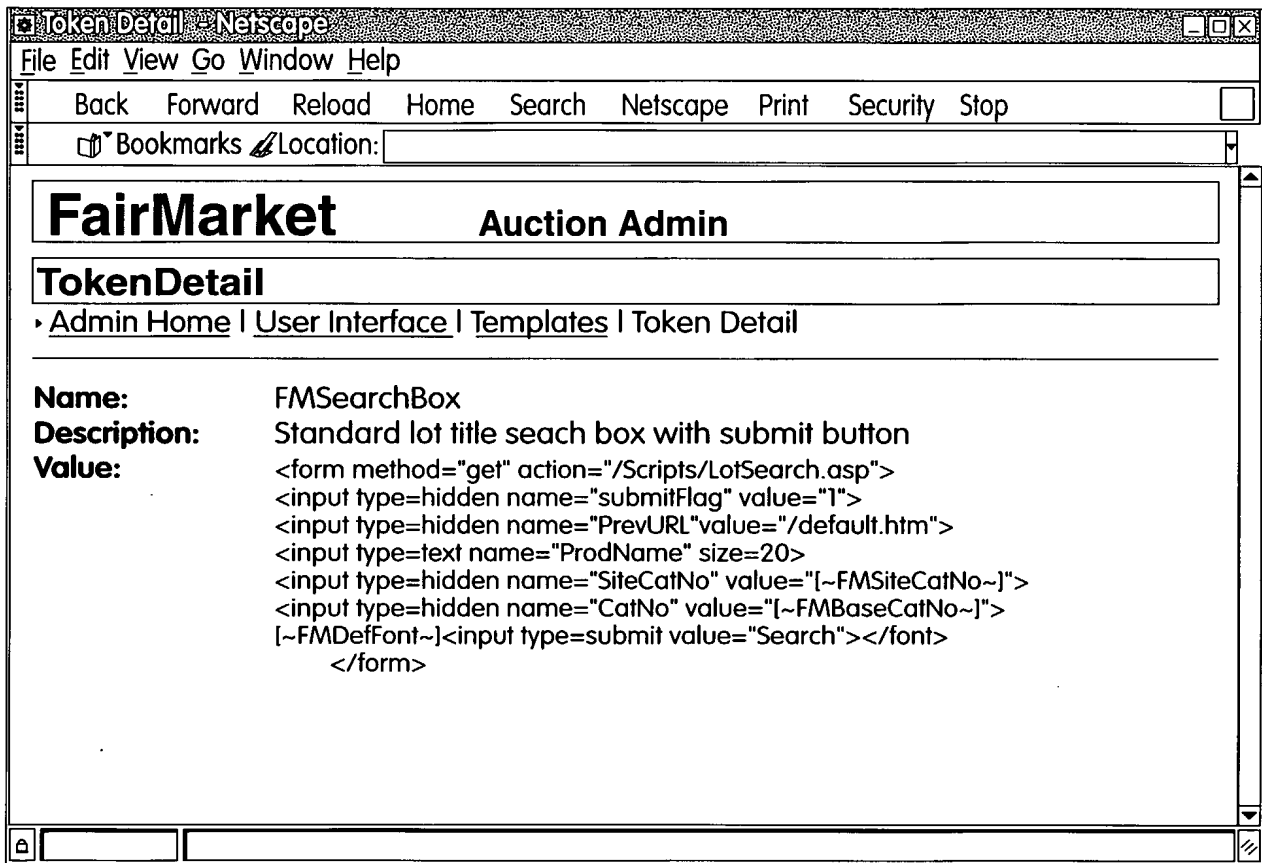 Token Detail - Netscape
File Edit View Go Window Help
Back Forward Reload Home Search Netscape Print Security Stop
Bookmarks Location:
FairMarket Auction Admin
TokenDetail
Admin Home | User Interface | Templates | Token Detail
Name: FMSearchBox
Description: Standard lot title seach box with submit button
Value: <form method="get" action="/Scripts/LotSearch.asp">
<input type=hidden name="submitFlag" value="1">
<input type=hidden name="PrevURL"value="/default.htm">
<input type=text name="ProdName" size=20>
<input type=hidden name="SiteCatNo" value="[~FMSiteCatNo~]">
<input type=hidden name="CatNo" value="[~FMBaseCatNo~]">
[~FMDefFont~]<input type=submit value="Search"></font>
</form>